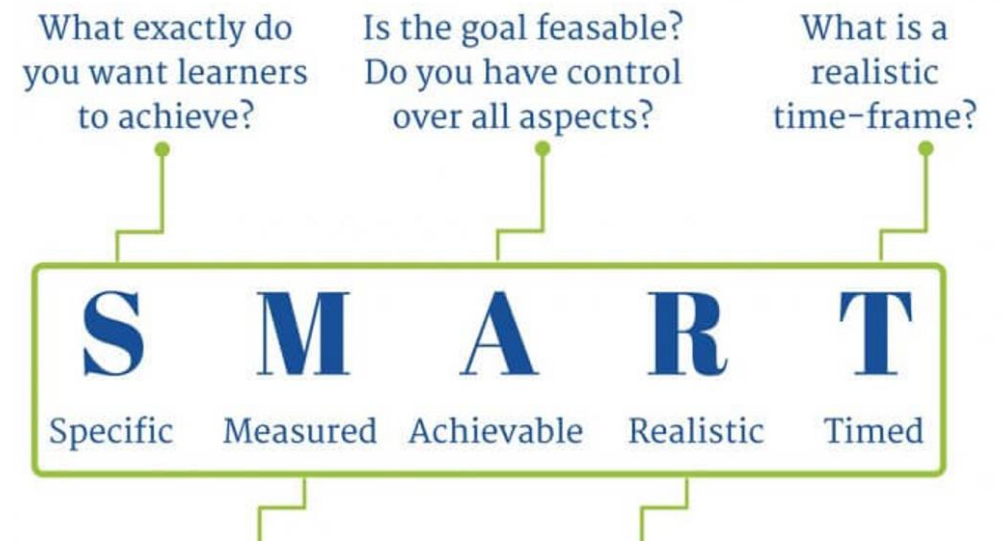 What exactly do
you want learners
to achieve?
Is the goal feasable?
Do you have control
over all aspects?
What is a
realistic
time-frame?
S M A R T
Specific Measured Achievable Realistic Timed